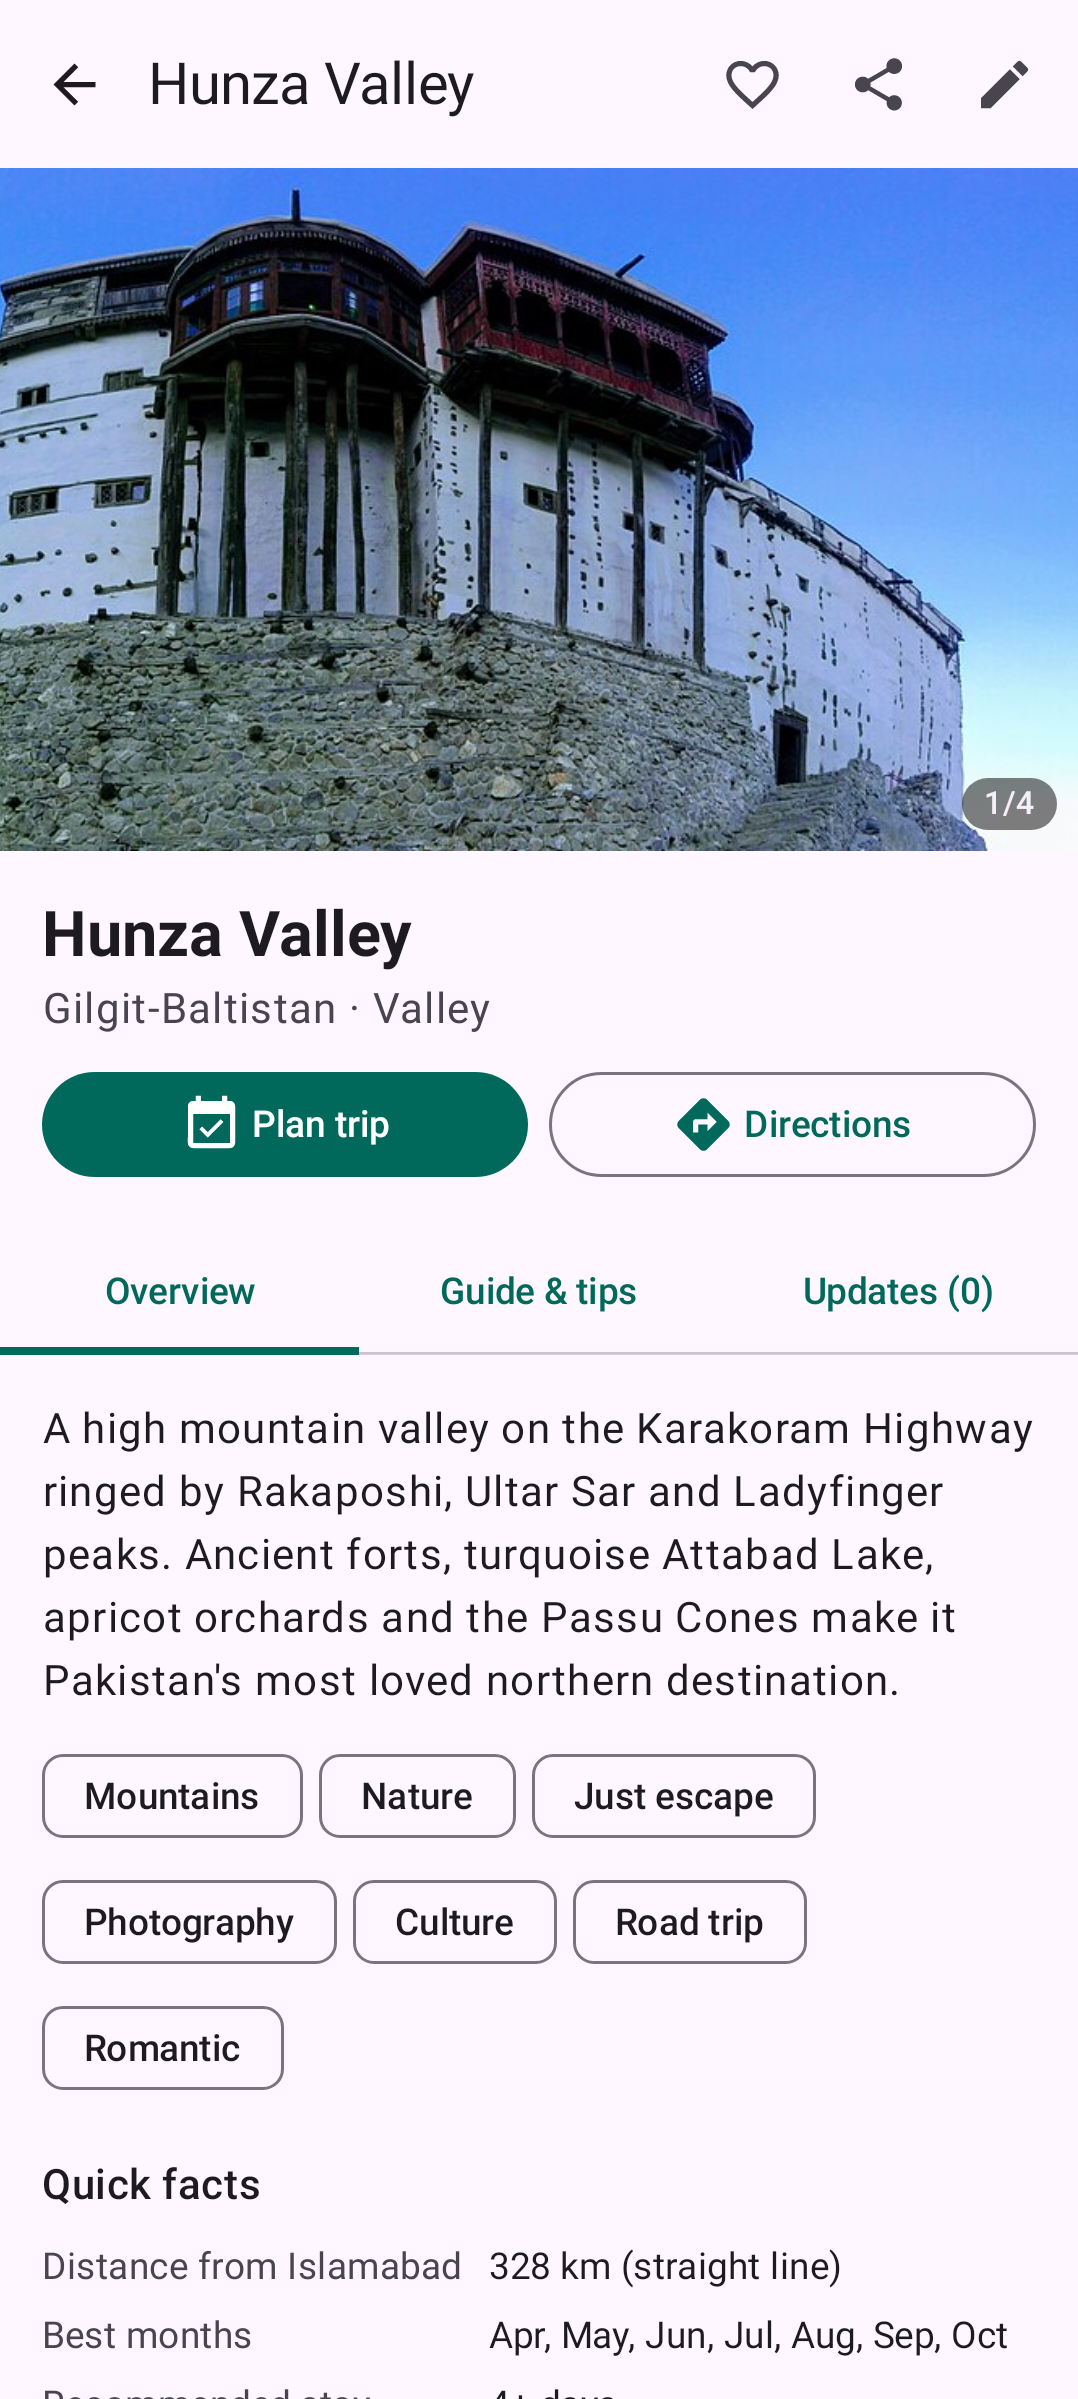 Hunza Valley
1/4
Hunza Valley
Gilgit-Baltistan · Valley
Plan trip
Directions
Overview
Guide & tips
Updates (0)
A high mountain valley on the Karakoram Highway
ringed by Rakaposhi, Ultar Sar and Ladyfinger
peaks. Ancient forts, turquoise Attabad Lake,
apricot orchards and the Passu Cones make it
Pakistan's most loved northern destination.
Mountains
Nature
Just escape
Photography
Culture
Road trip
Romantic
Quick facts
Distance from Islamabad 328 km (straight line)
Best months Apr, May, Jun, Jul, Aug, Sep, Oct